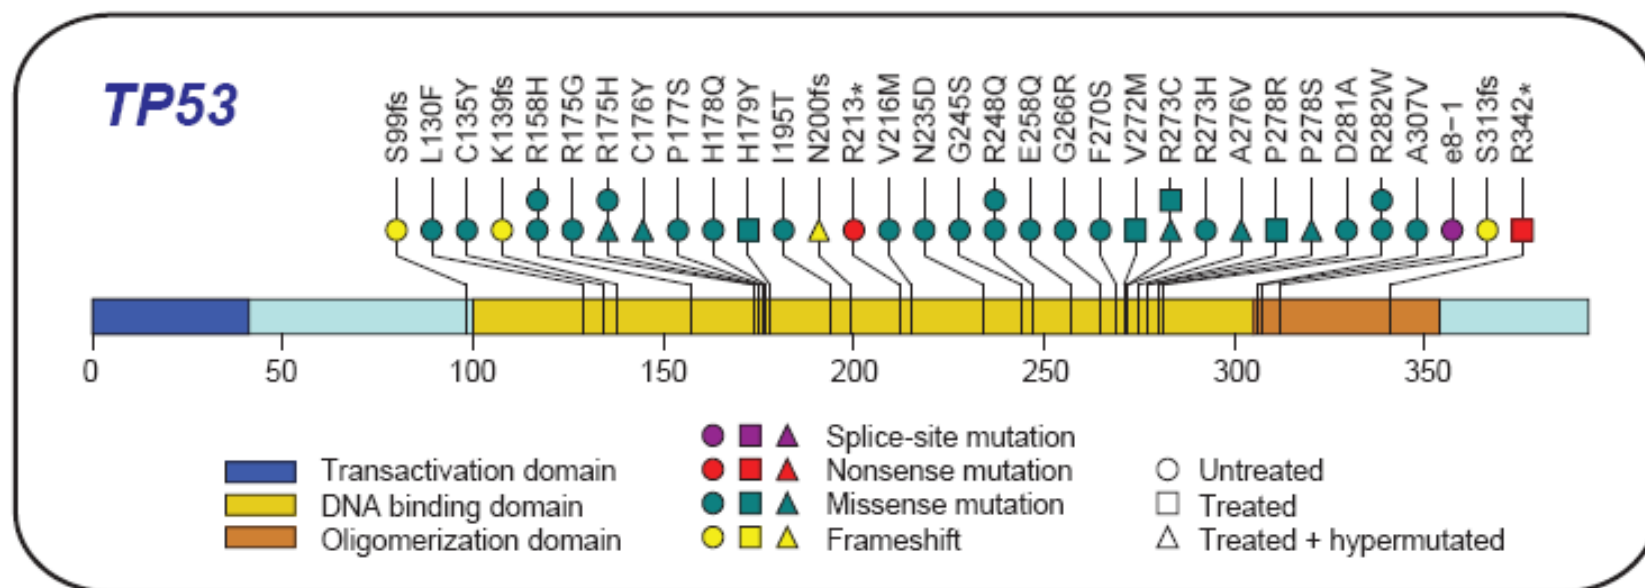 TP53
S99fs
L130F
C135Y
K139fs
R158H
R175G
R175H
C176Y
P177S
H178Q
H179Y
I195T
N200fs
R213*
V216M
N235D
G245S
R248Q
E258Q
G266R
F270S
V272M
R273C
R273H
A276V
P278R
P278S
D281A
R282W
A307V
e8-1
S313fs
R342*
0 50 100 150 200 250 300 350
Transactivation domain
DNA binding domain
Oligomerization domain
Splice-site mutation
Nonsense mutation
Missense mutation
Frameshift
Untreated
Treated
Treated + hypermutated